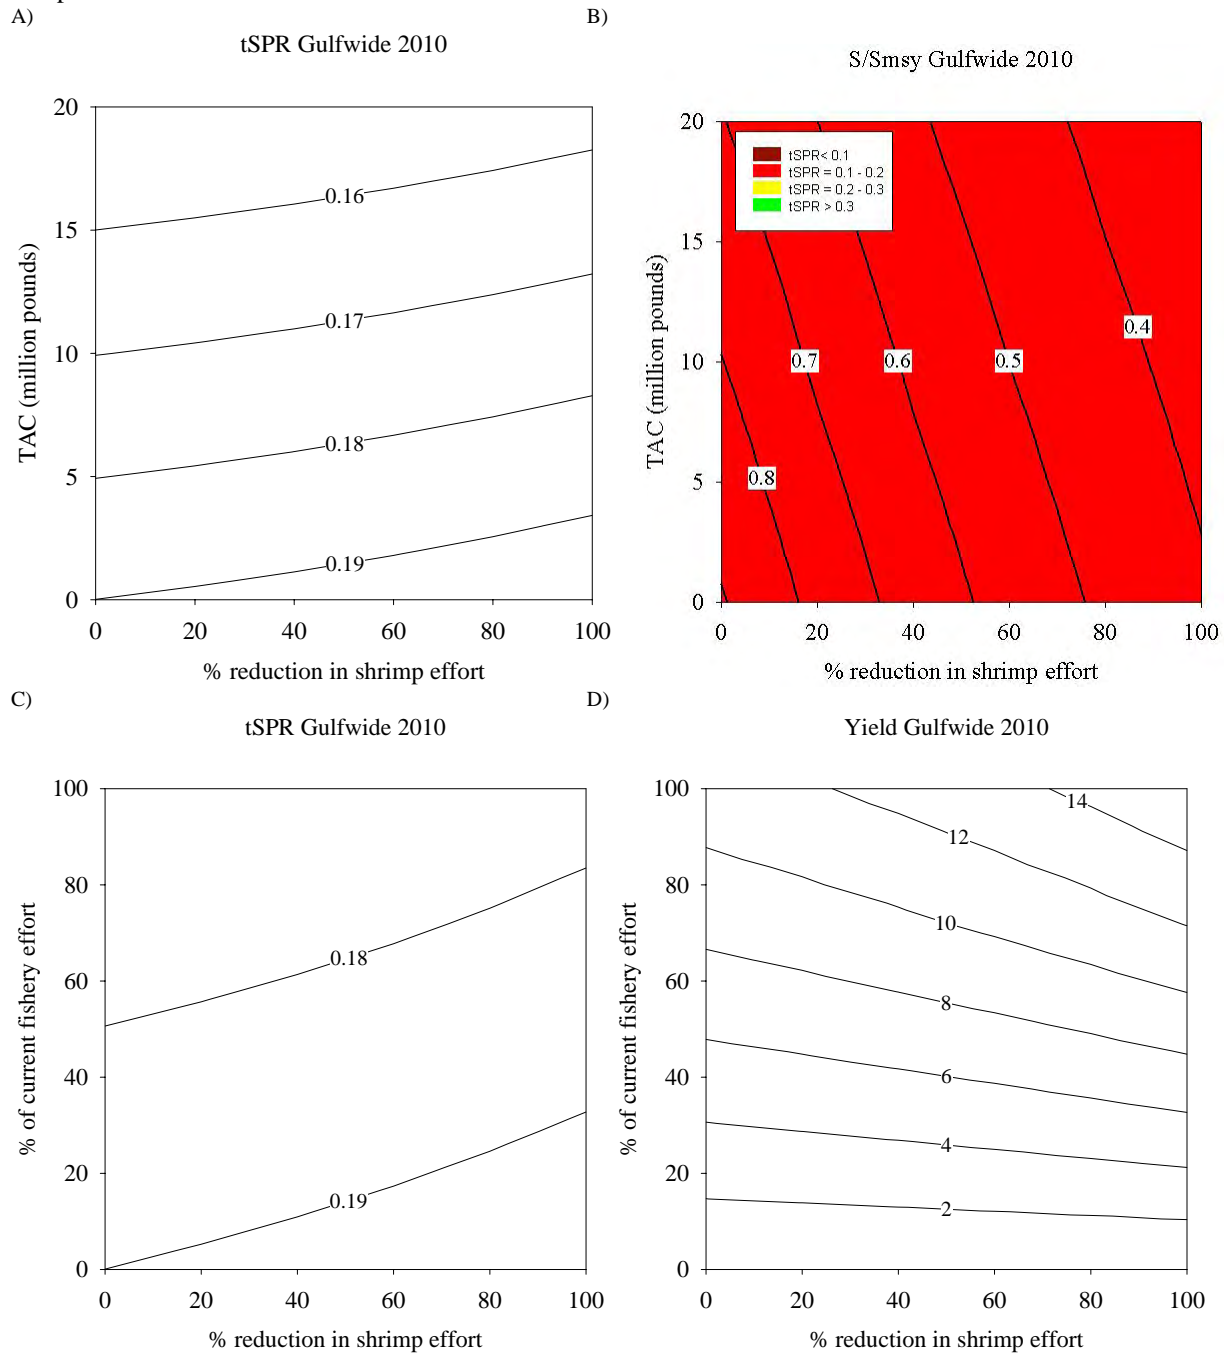 A)
B)
tSPR Gulfwide 2010
S/Smsy Gulfwide 2010
TAC (million pounds)
20
15
10
5
0
0.16
0.17
0.18
0.19
0 20 40 60 80 100
% reduction in shrimp effort
TAC (million pounds)
20
15
10
5
0
tSPR< 0.1
tSPR = 0.1 - 0.2
tSPR = 0.2 - 0.3
tSPR > 0.3
0.4
0.7
0.6
0.5
0.8
0 20 40 60 80 100
% reduction in shrimp effort
C)
D)
tSPR Gulfwide 2010
Yield Gulfwide 2010
% of current fishery effort
100
80
60
40
20
0
0.18
0.19
0 20 40 60 80 100
% reduction in shrimp effort
% of current fishery effort
100
80
60
40
20
0
14
12
10
8
6
4
2
0 20 40 60 80 100
% reduction in shrimp effort